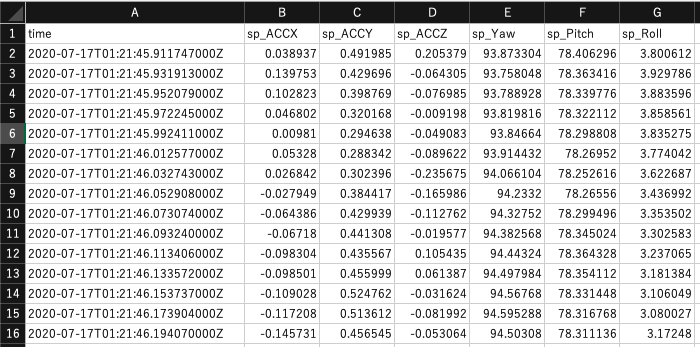 A B C D E F G
1 time sp_ACCX sp_ACCY sp_ACCZ sp_Yaw sp_Pitch sp_Roll
2 2020-07-17T01:21:45.911747000Z 0.038937 0.491985 0.205379 93.873304 78.406296 3.800612
3 2020-07-17T01:21:45.931913000Z 0.139753 0.429696 -0.064305 93.758048 78.363416 3.929786
4 2020-07-17T01:21:45.952079000Z 0.102823 0.398769 -0.076985 93.788928 78.339776 3.883596
5 2020-07-17T01:21:45.972245000Z 0.046802 0.320168 -0.009198 93.819816 78.322112 3.858561
6 2020-07-17T01:21:45.992411000Z 0.00981 0.294638 -0.049083 93.84664 78.298808 3.835275
7 2020-07-17T01:21:46.012577000Z 0.05328 0.288342 -0.089622 93.914432 78.26952 3.774042
8 2020-07-17T01:21:46.032743000Z 0.026842 0.302396 -0.235675 94.066104 78.252616 3.622687
9 2020-07-17T01:21:46.052908000Z -0.027949 0.384417 -0.165986 94.2332 78.26556 3.436992
10 2020-07-17T01:21:46.073074000Z -0.064386 0.429939 -0.112762 94.32752 78.299496 3.353502
11 2020-07-17T01:21:46.093240000Z -0.06718 0.441308 -0.019577 94.382568 78.345024 3.302583
12 2020-07-17T01:21:46.113406000Z -0.098304 0.435567 0.105435 94.44324 78.364328 3.237065
13 2020-07-17T01:21:46.133572000Z -0.098501 0.455999 0.061387 94.497984 78.354112 3.181384
14 2020-07-17T01:21:46.153737000Z -0.109028 0.524762 -0.031624 94.56768 78.331448 3.106049
15 2020-07-17T01:21:46.173904000Z -0.117208 0.513612 -0.081992 94.595288 78.316768 3.080027
16 2020-07-17T01:21:46.194070000Z -0.145731 0.456545 -0.053064 94.50308 78.311136 3.17248